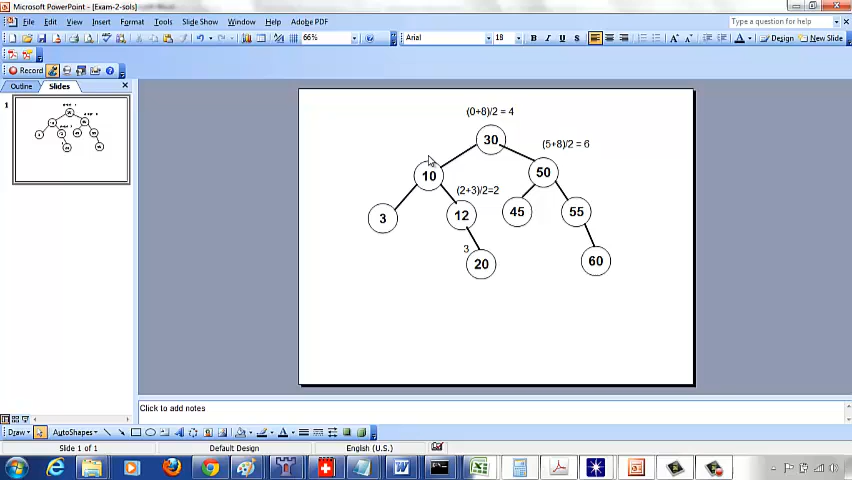 Microsoft PowerPoint - [Exam-2-sols]
File Edit View Insert Format Tools Slide Show Window Help Adobe PDF
Type a question for help
66%
Arial
18
Design
New Slide
Record
Outline
Slides
1
(0+8)/2 = 4
30
(5+8)/2 = 6
10
50
(2+3)/2=2
3
12
45
55
3
20
60
Click to add notes
Draw
AutoShapes
Slide 1 of 1
Default Design
English (U.S.)